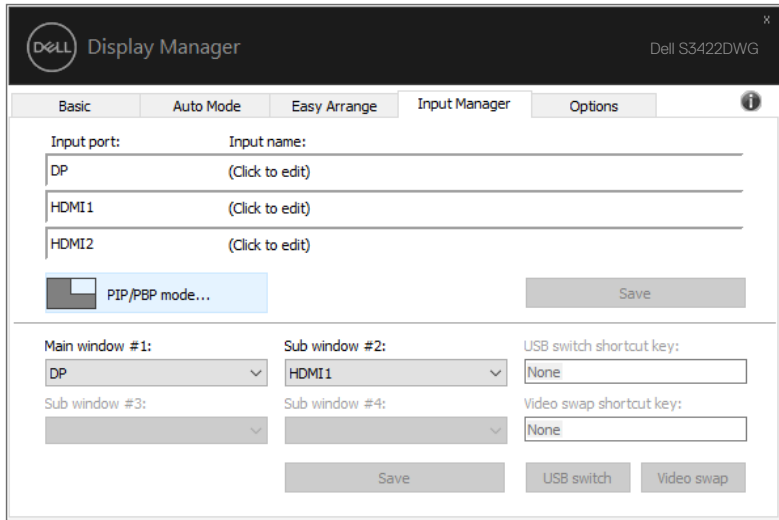 x
DELL Display Manager Dell S3422DWG
Basic Auto Mode Easy Arrange Input Manager Options i
Input port: Input name:
DP (Click to edit)
HDMI1 (Click to edit)
HDMI2 (Click to edit)
PIP/PBP mode... Save
Main window #1: Sub window #2: USB switch shortcut key:
DP HDMI1 None
Sub window #3: Sub window #4: Video swap shortcut key:
None
Save USB switch Video swap